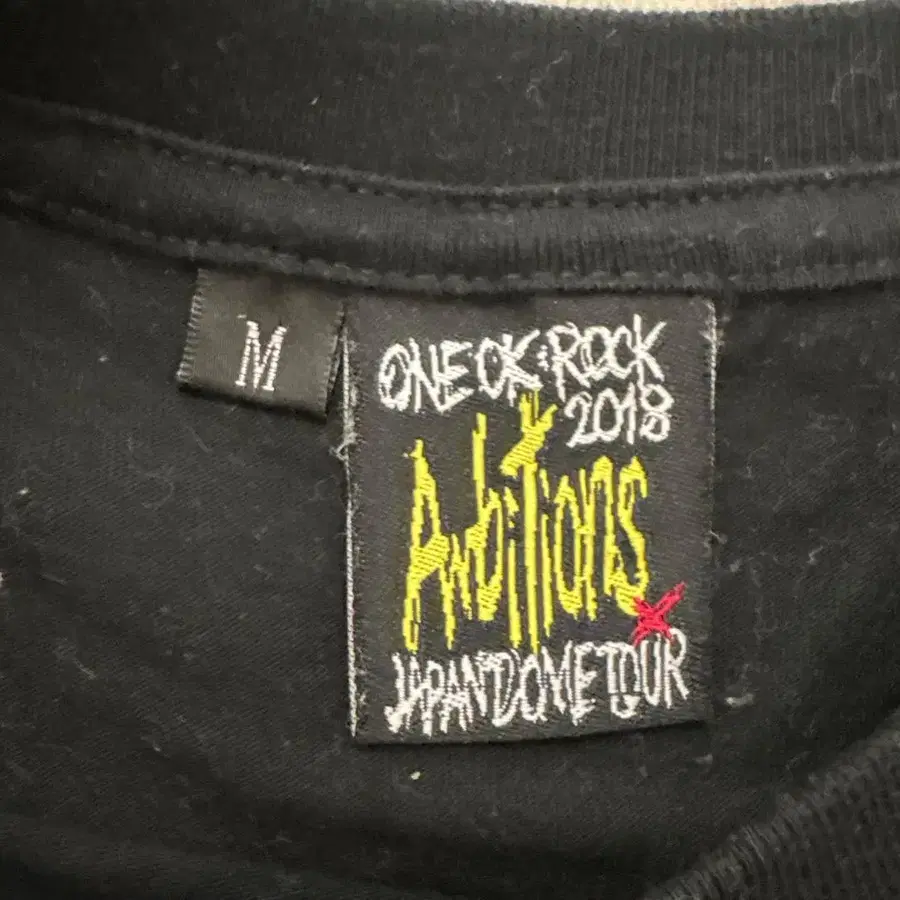 M
ONE OK ROCK
2018
Ambitions
JAPAN DOME TOUR